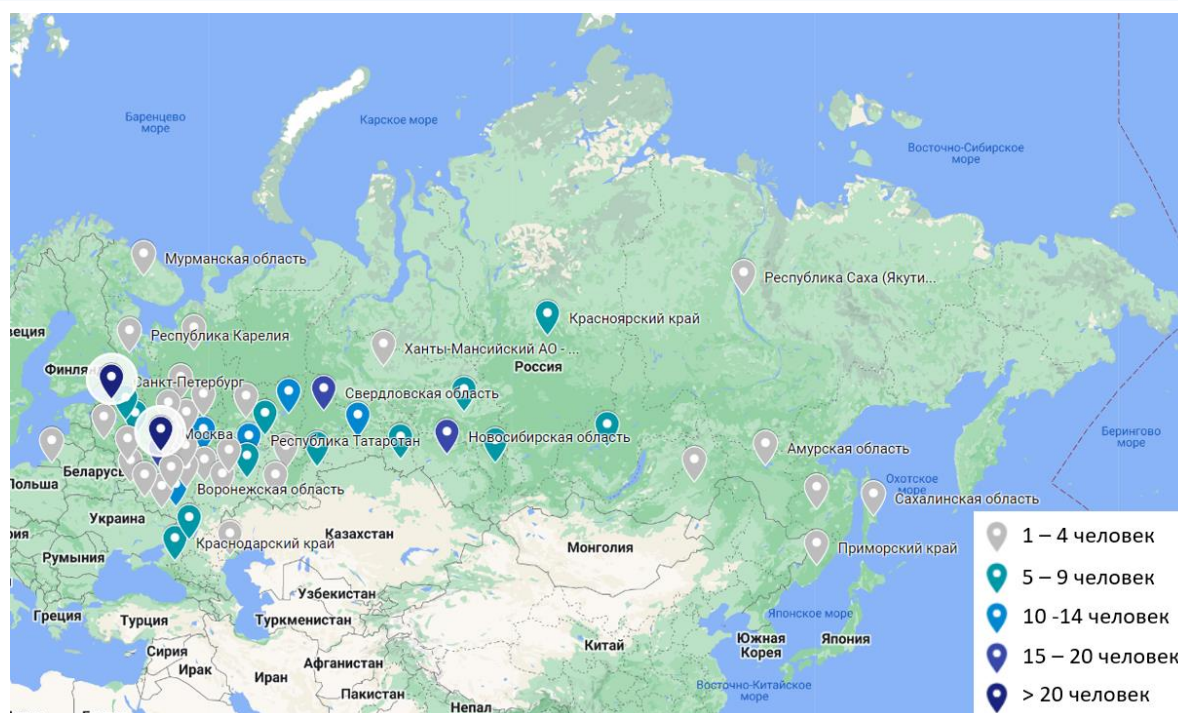 Баренцево
море
Карское море
Восточно-Сибирское
море
Мурманская область
Республика Саха (Якути...
Красноярский край
Республика Карелия
Ханты-Мансийский АО - ...
Россия
Санкт-Петербург
Свердловская область
Москва
Республика Татарстан
Новосибирская область
Берингово
море
Амурская область
Беларусь
Воронежская область
Охотское
море
Сахалинская область
Украина
Казахстан
Монголия
Краснодарский край
Приморский край
Румыния
Узбекистан
Греция
Турция
Туркменистан
Японское море
Сирия
Китай
Южная
Корея
Япония
Ирак
Иран
Афганистан
Пакистан
Непал
Восточно-Китайское
море
1 – 4 человек
5 – 9 человек
10 -14 человек
15 – 20 человек
> 20 человек